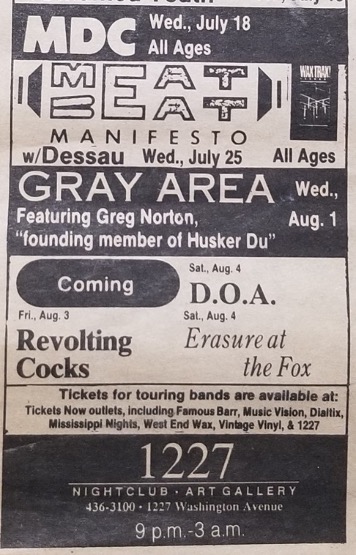 MDC
Wed., July 18
All Ages
MEAT
BEAT
MANIFESTO
WAX TRAX!
w/Dessau Wed., July 25 All Ages
GRAY AREA Wed.,
Aug. 1
Featuring Greg Norton,
"founding member of Husker Du"
Coming
Sat., Aug. 4
D.O.A.
Fri., Aug. 3
Revolting
Cocks
Sat., Aug. 4
Erasure at
the Fox
Tickets for touring bands are available at:
Tickets Now outlets, including Famous Barr, Music Vision, Dialtix,
Mississippi Nights, West End Wax, Vintage Vinyl, & 1227
1227
NIGHTCLUB · ART GALLERY
436-3100 · 1227 Washington Avenue
9 p.m.-3 a.m.